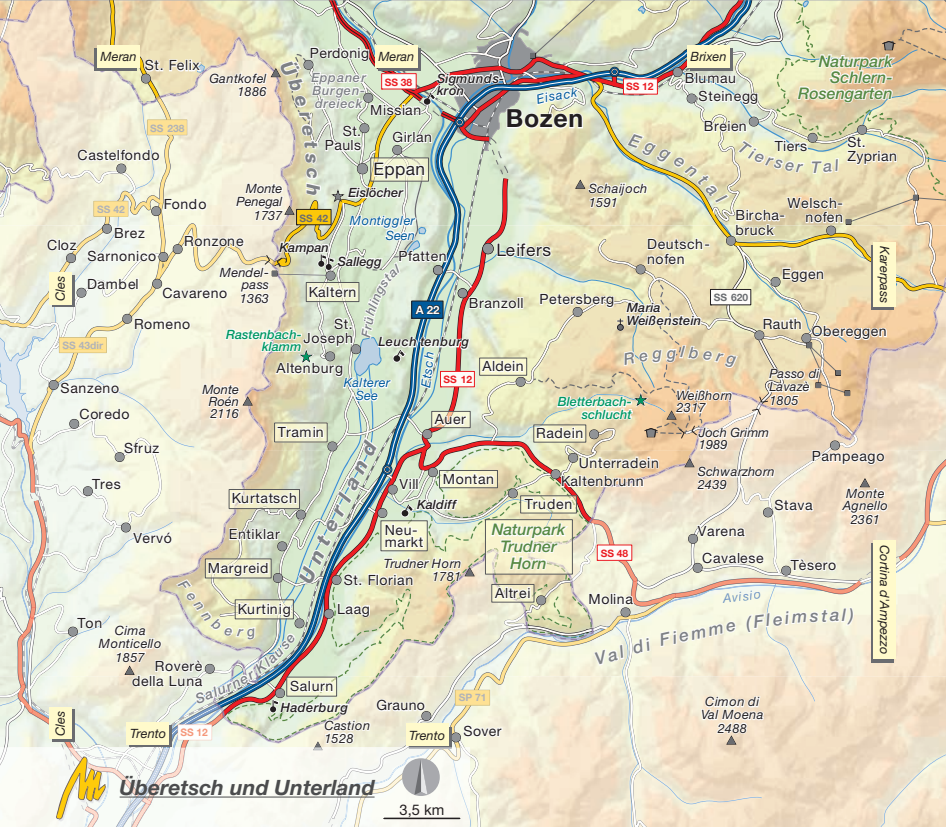 Meran
St. Felix
Perdonig
Meran
Brixen
Gantkofel
1886
Überetsch
Eppaner
Burgen-
dreieck
SS 38
Sigmunds-
kron
Missian
Eisack
SS 12
Blumau
Steinegg
Naturpark
Schlern-
Rosengarten
Bozen
SS 238
St.
Pauls
Girlan
Breien
Tiers
St.
Zyprian
Tierser Tal
Eggental
Castelfondo
Eppan
Eislöcher
Monte
Penegal
1737
Schaijoch
1591
SS 42
Fondo
SS 42
Montiggler
Seen
Welsch-
nofen
Bircha-
bruck
Cloz
Brez
Ronzone
Sarnonico
Kampan
Sallegg
Pfatten
Leifers
Deutsch-
nofen
Karerpass
Mendel-
pass
1363
Cles
Dambel
Cavareno
Kaltern
Frühlingstal
Eggen
SS 620
Branzoll
Petersberg
A 22
Maria
Weißenstein
Romeno
St.
Joseph
Rastenbach-
klamm
Leuchtenburg
Rauth
Obereggen
SS 43dir
Altenburg
Etsch
Regglberg
Aldein
Kalterer
See
SS 12
Passo di
Lavazè
1805
Sanzeno
Monte
Roèn
2116
Bletterbach-
schlucht
Weißhorn
2317
Coredo
Auer
Tramin
Radein
Joch Grimm
1989
Pampeago
Sfruz
Unterradein
Kaltenbrunn
Schwarzhorn
2439
Tres
Vill
Montan
Monte
Agnello
2361
Kurtatsch
Unterland
Kaldiff
Truden
Stava
Neu-
markt
Entiklar
Naturpark
Trudner
Horn
Vervó
Varena
SS 48
Cavalese
Tèsero
Margreid
Trudner Horn
1781
St. Florian
Cortina d'Ampezzo
Fennberg
Altrei
Kurtinig
Laag
Molina
Avisio
Ton
Val di Fiemme (Fleimstal)
Cima
Monticello
1857
Salurner Klause
Roverè
della Luna
Salurn
Haderburg
SP 71
Cimon di
Val Moena
2488
Grauno
Cles
Trento
SS 12
Castion
1528
Trento
Sover
Überetsch und Unterland
3,5 km